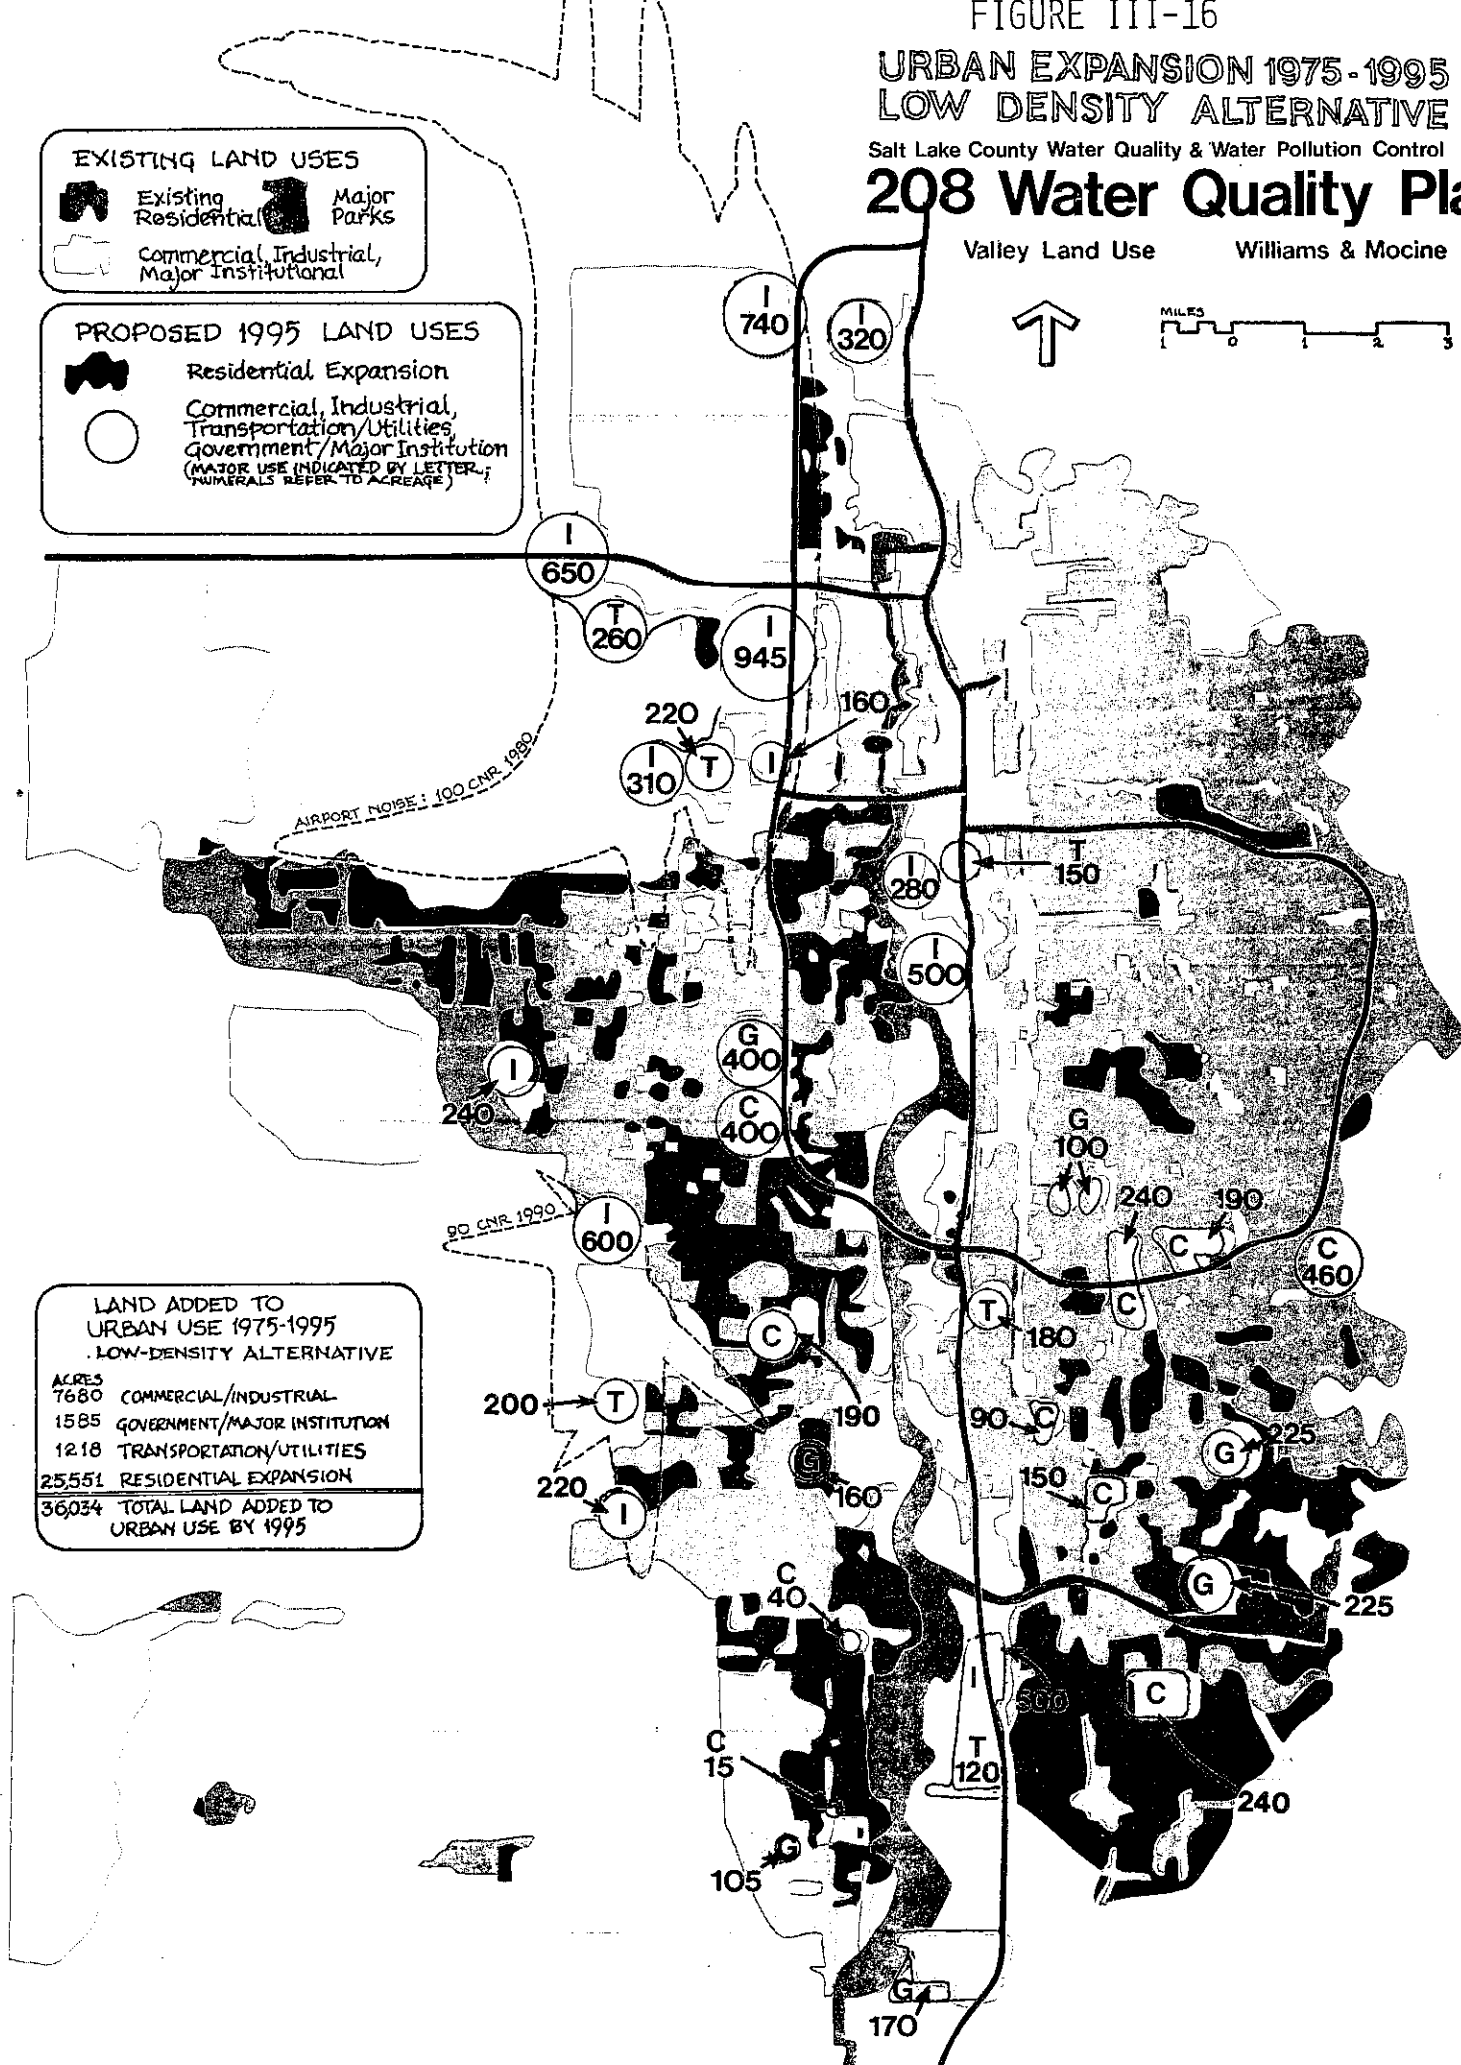 FIGURE III-16
URBAN EXPANSION 1975-1995
LOW DENSITY ALTERNATIVE
Salt Lake County Water Quality & Water Pollution Control
208 Water Quality Pla
Valley Land Use
Williams & Mocine
MILES
1 0 1 2 3
EXISTING LAND USES
Existing
Residential
Major
Parks
Commercial, Industrial,
Major Institutional
PROPOSED 1995 LAND USES
Residential Expansion
Commercial, Industrial,
Transportation/Utilities,
Government/Major Institution
(MAJOR USE INDICATED BY LETTER;
NUMERALS REFER TO ACREAGE)
I
740
I
320
I
650
T
260
I
945
220
160
I
310
T
I
AIRPORT NOISE: 100 CNR 1980
I
280
T
150
I
500
G
400
I
240
C
400
G
100
240
190
C
90 CNR 1990
I
600
C
460
C
T
180
C
190
200
T
90
C
G
225
G
160
150
C
220
I
G
225
C
40
I
500
C
240
C
15
T
120
G
105
G
170
LAND ADDED TO
URBAN USE 1975-1995
LOW-DENSITY ALTERNATIVE
ACRES
7680 COMMERCIAL/INDUSTRIAL
1585 GOVERNMENT/MAJOR INSTITUTION
1218 TRANSPORTATION/UTILITIES
25,551 RESIDENTIAL EXPANSION
36,034 TOTAL LAND ADDED TO
URBAN USE BY 1995